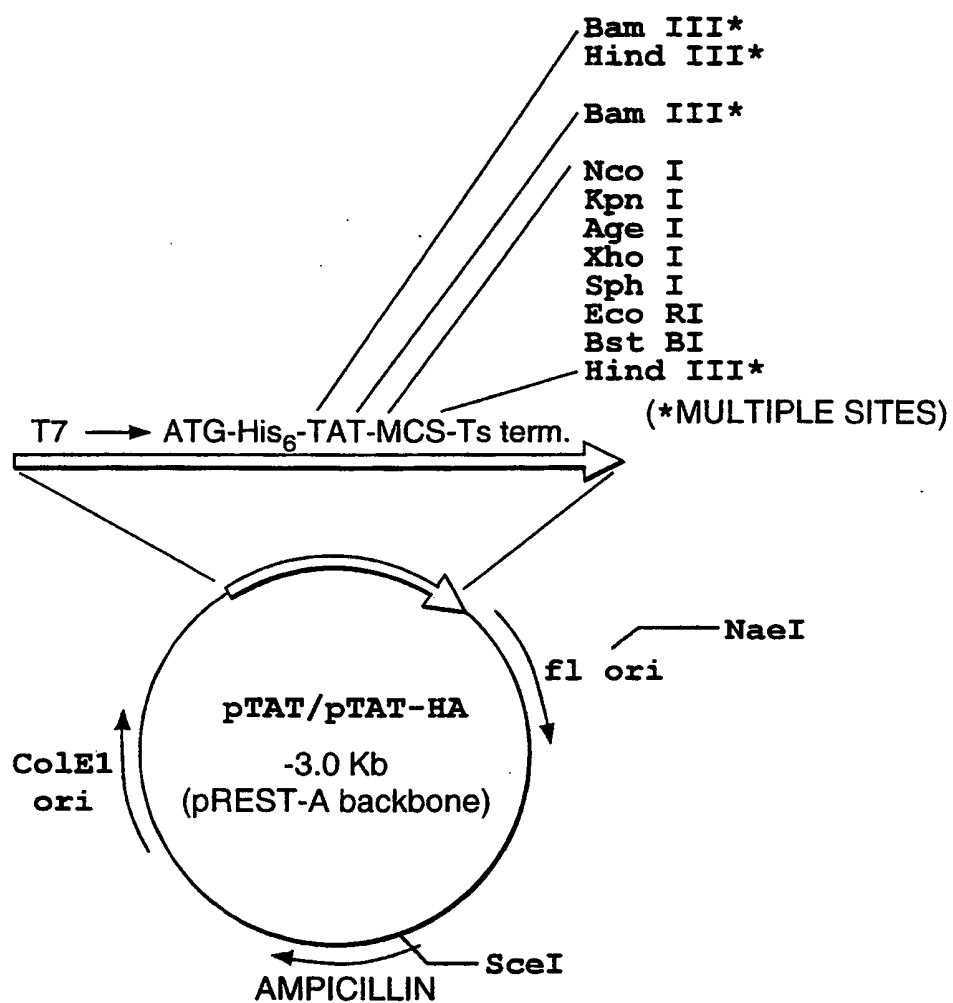 Bam III*
Hind III*
Bam III*
Nco I
Kpn I
Age I
Xho I
Sph I
Eco RI
Bst BI
Hind III*
(*MULTIPLE SITES)
T7 → ATG-His₆-TAT-MCS-Ts term.
NaeI
fl ori
pTAT/pTAT-HA
-3.0 Kb
(pREST-A backbone)
ColE1
ori
SceI
AMPICILLIN